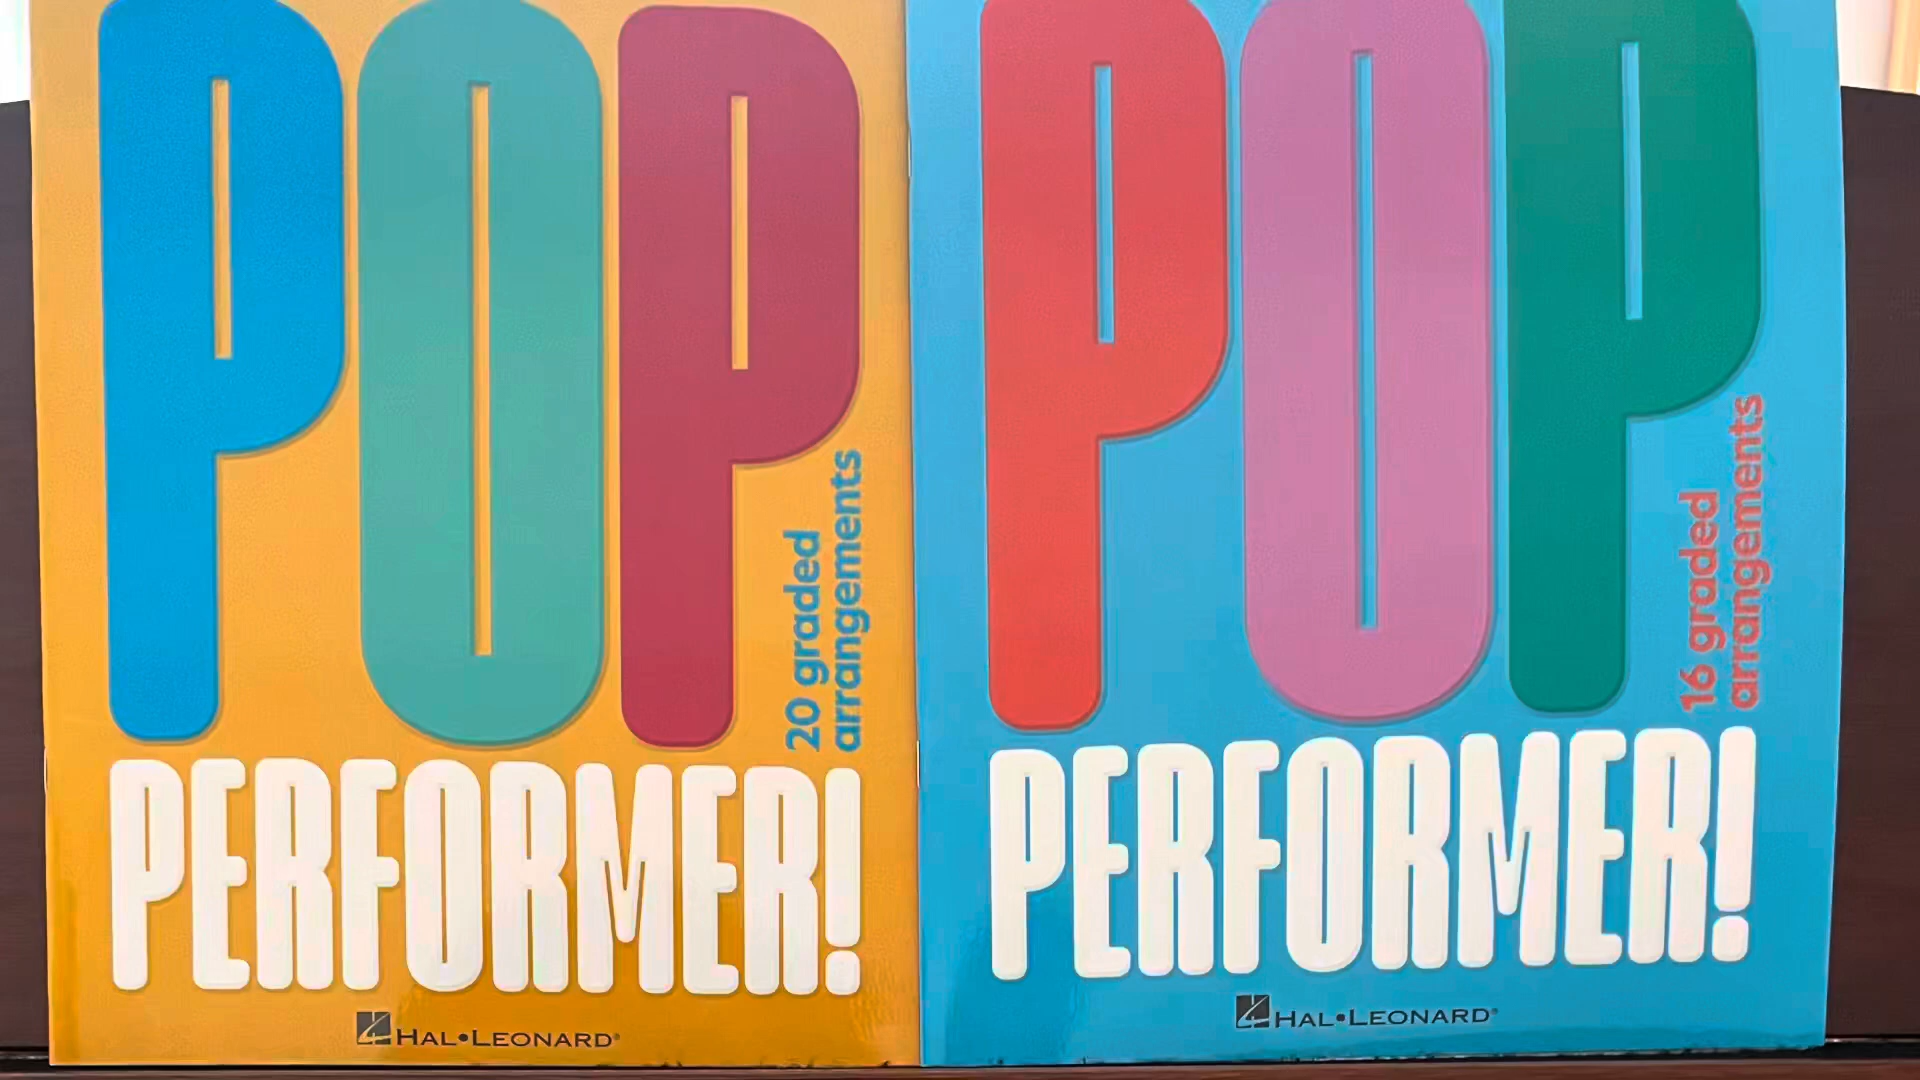 POP
20 graded
arrangements
PERFORMER!
HAL•LEONARD®
POP
16 graded
arrangements
PERFORMER!
HAL•LEONARD®